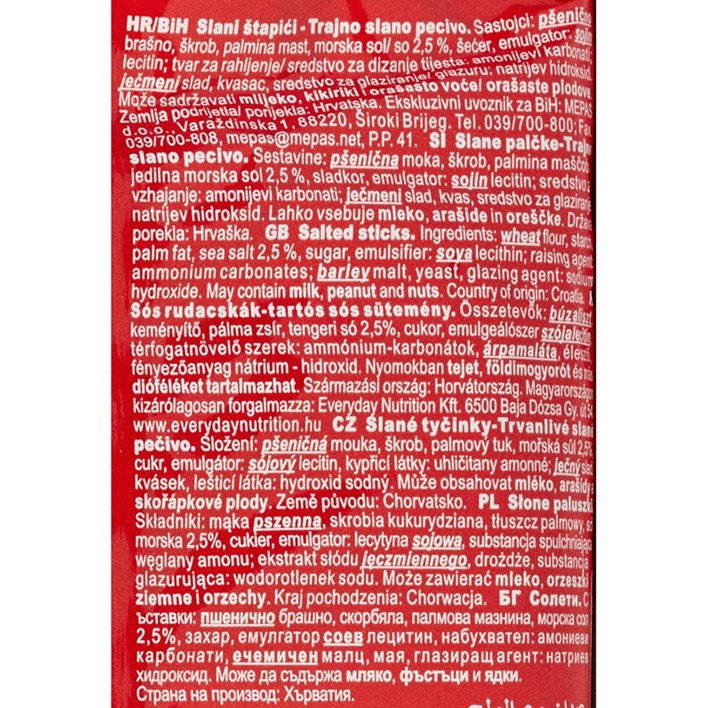 HR/BiH Slani štapići - Trajno slano pecivo. Sastojci: pšenično
brašno, škrob, palmina mast, morska sol/ so 2,5 %, šećer, emulgator: sojin
lecitin; tvar za rahljenje/ sredstvo za dizanje tijesta: amonijevi karbonati,
ječmeni slad, kvasac, sredstvo za glaziranje/ glazuru: natrijev hidroksid.
Može sadržavati mlijeko, kikiriki i orašasto voće/ orašaste plodove.
Zemlja podrijetla/ porijekla: Hrvatska. Ekskluzivni uvoznik za BiH: MEPAS
d.o.o., Varaždinska 1, 88220, Široki Brijeg. Tel. 039/700-800; Fax.
039/700-808, mepas@mepas.net, P.P. 41. SI Slane palčke-Trajno
slano pecivo. Sestavine: pšenična moka, škrob, palmina maščob
jedilna morska sol 2,5 %, sladkor, emulgator: sojin lecitin; sredstvo z
vzhajanje: amonijevi karbonati; ječmeni slad, kvas, sredstvo za glaziranje
natrijev hidroksid. Lahko vsebuje mleko, arašide in oreščke. Drža
porekla: Hrvaška. GB Salted sticks. Ingredients: wheat flour, starch
palm fat, sea salt 2,5 %, sugar, emulsifier: soya lecithin; raising agent
ammonium carbonates; barley malt, yeast, glazing agent: sodium
hydroxide. May contain milk, peanut and nuts. Country of origin: Croatia.
Sós rudacskák-tartós sós sütemény. Összetevők: búzaliszt
keményítő, pálma zsír, tengeri só 2,5%, cukor, emulgeálószer szójalecitin,
térfogatnövelő szerek: ammónium-karbonátok, árpamaláta, élesztő,
fényezőanyag nátrium - hidroxid. Nyomokban tejet, földimogyorót és más
dióféléket tartalmazhat. Származási ország: Horvátország. Magyarország
kizárólagosan forgalmazza: Everyday Nutrition Kft. 6500 Baja Dózsa Gy. út 54
www.everydaynutrition.hu CZ Slané tyčinky-Trvanlivé slané
pečivo. Složení: pšeničná mouka, škrob, palmový tuk, mořská sůl 2,5%
cukr, emulgátor: sójový lecitin, kypřicí látky: uhličitany amonné; ječný slad
kvásek, lešticí látka: hydroxid sodný. Může obsahovat mléko, arašídy a
skořápkové plody. Země původu: Chorvatsko. PL Słone paluszki
Składniki: mąka pszenna, skrobia kukurydziana, tłuszcz palmowy, só
morska 2,5%, cukier, emulgator: lecytyna sojowa, substancja spulchniająca
węglany amonu; ekstrakt słódu jęczmiennego, drożdże, substancja
glazurująca: wodorotlenek sodu. Może zawierać mleko, orzeszki
ziemne i orzechy. Kraj pochodzenia: Chorwacja. БГ Солети. С
ъставки: пшенично брашно, скорбяла, палмова мазнина, морска сол
2,5%, захар, емулгатор соев лецитин, набухвател: амониеви
карбонати, ечемичен малц, мая, глазиращ агент: натриев
хидроксид. Може да съдържа мляко, фъстъци и ядки.
Страна на производ: Хърватия.